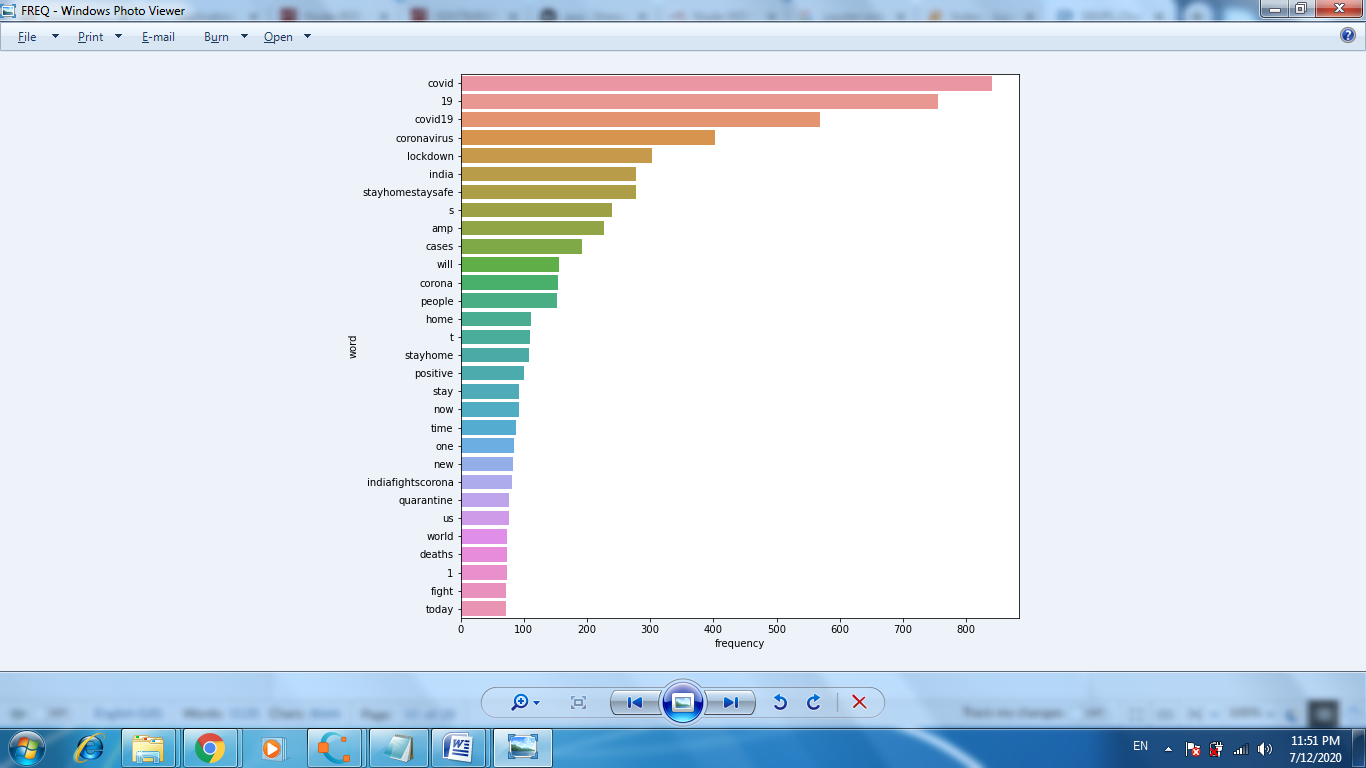 FREQ - Windows Photo Viewer
File Print E-mail Burn Open
covid
19
covid19
coronavirus
lockdown
india
stayhomestaysafe
s
amp
cases
will
corona
people
home
t
stayhome
positive
stay
now
time
one
new
indiafightscorona
quarantine
us
world
deaths
1
fight
today
word
0 100 200 300 400 500 600 700 800
frequency
EN
11:51 PM
7/12/2020